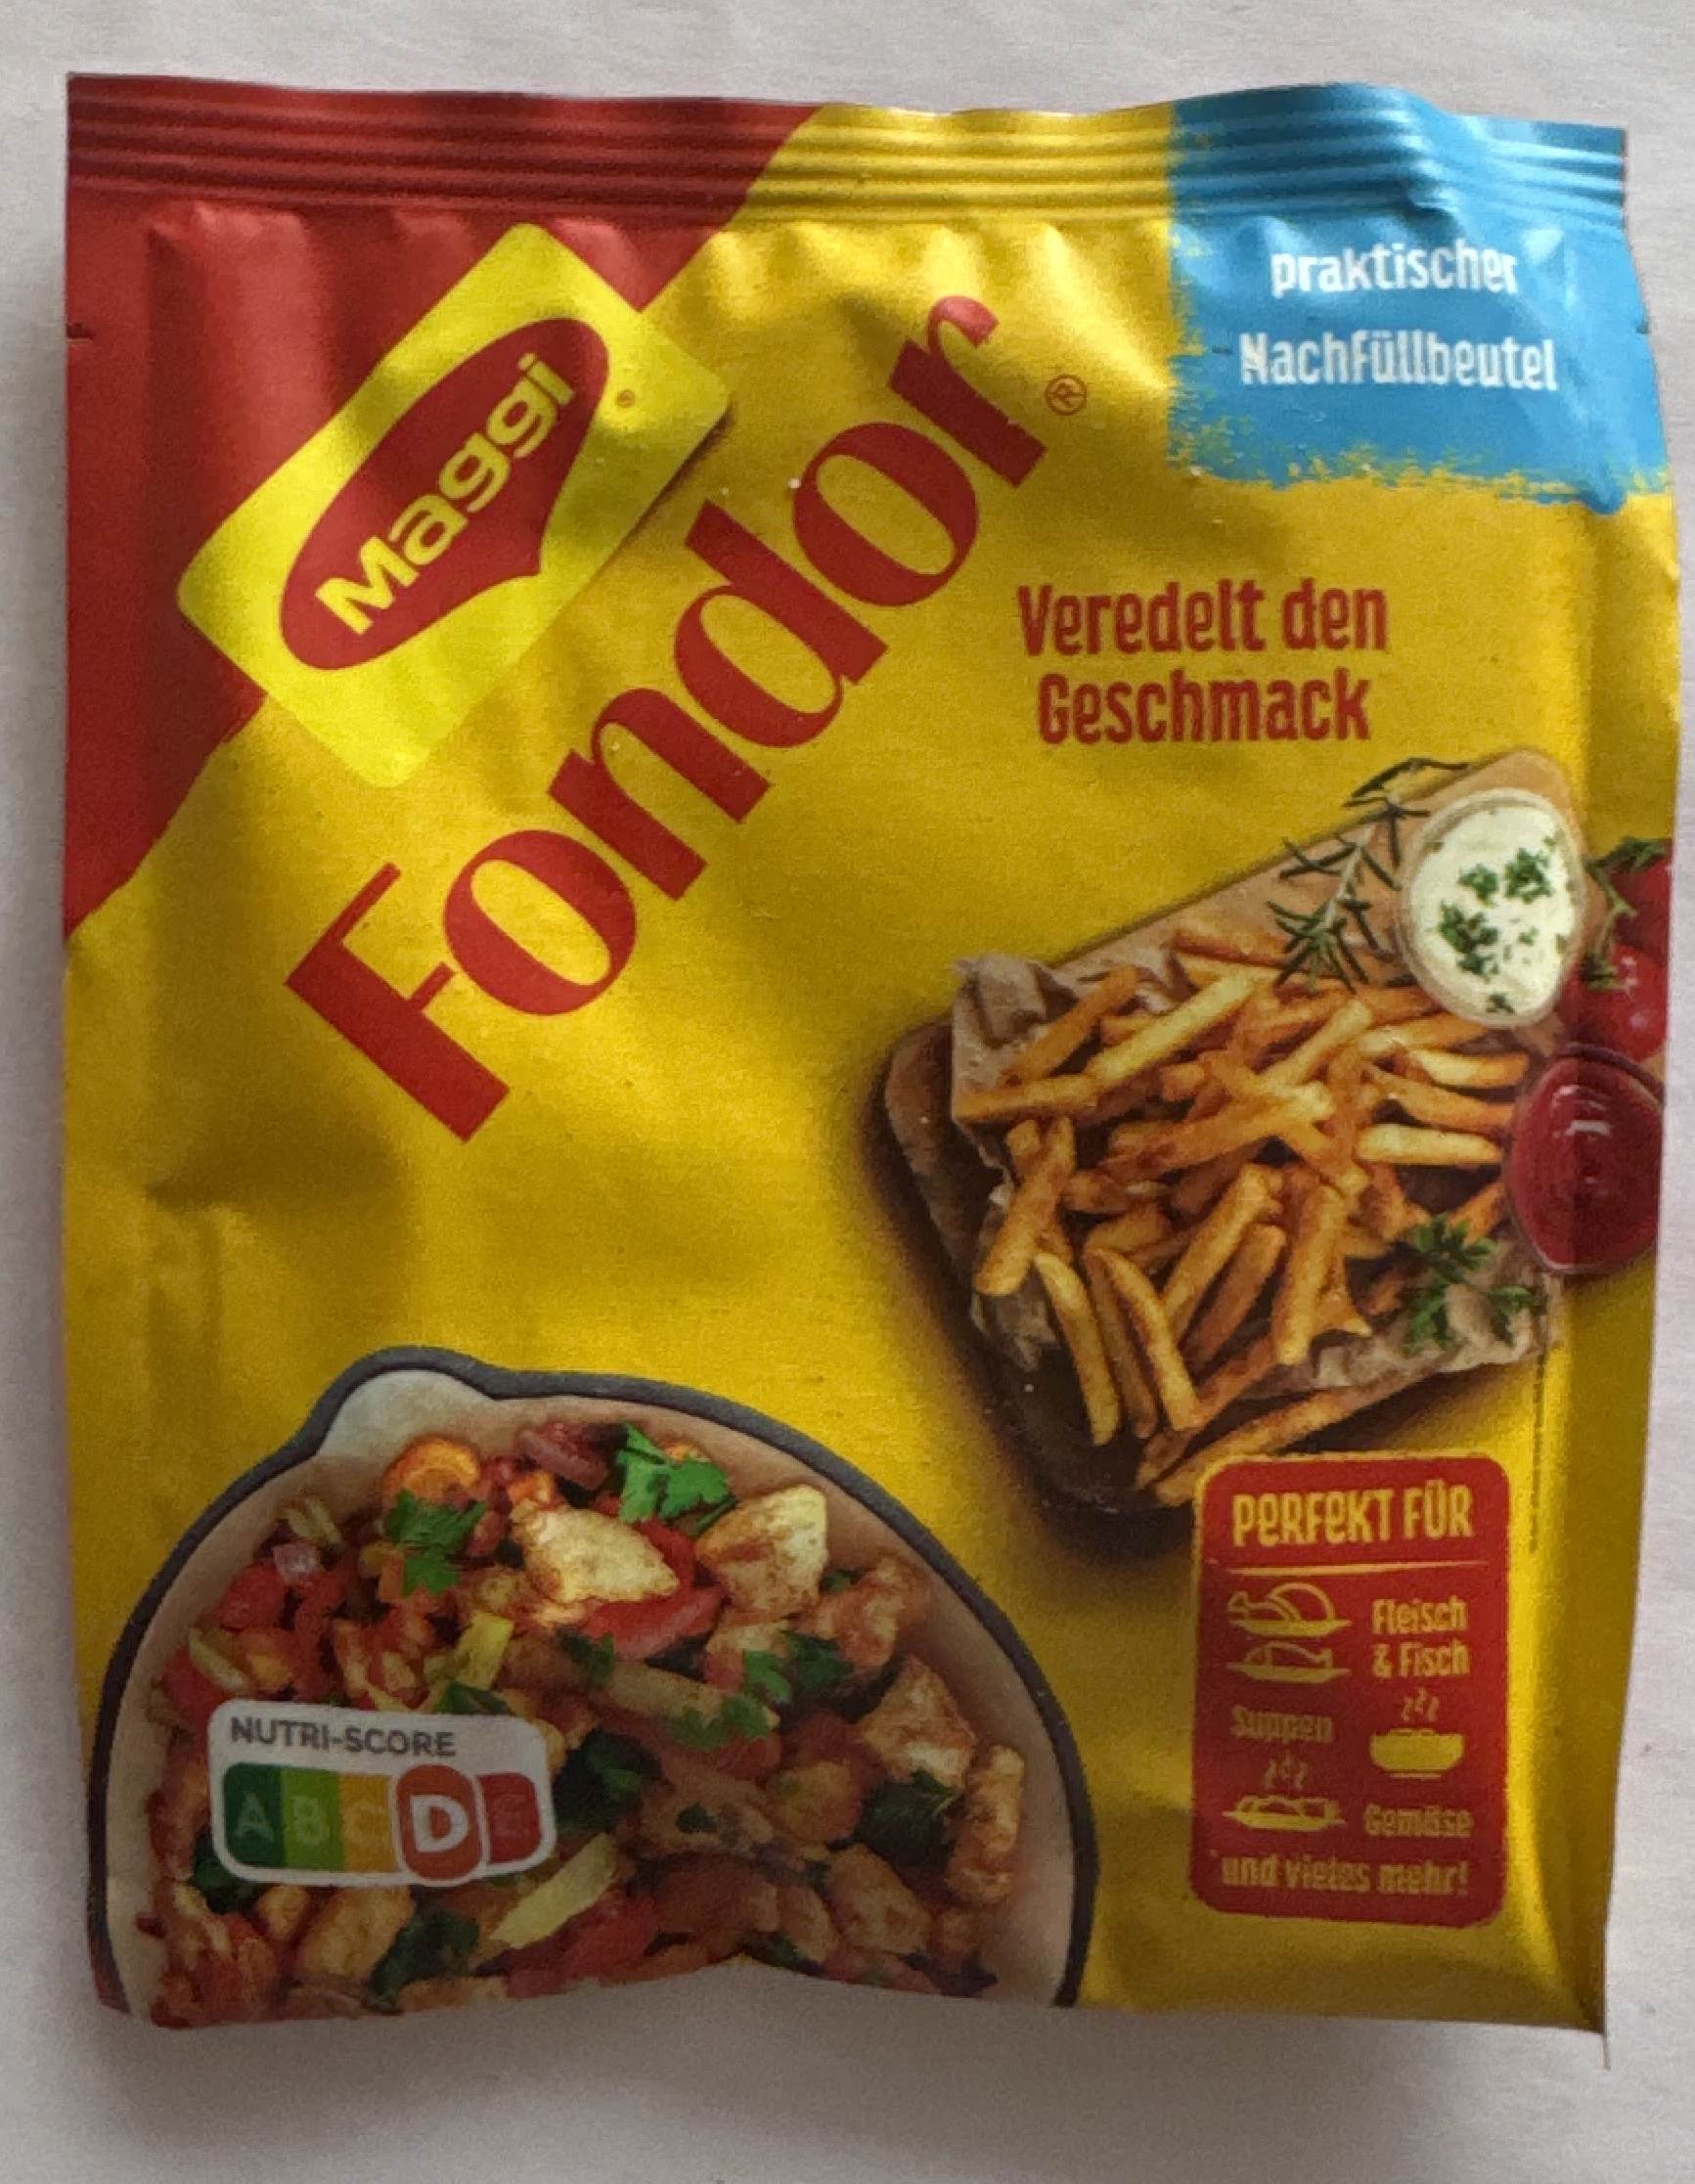 praktischer
Nachfüllbeutel
Maggi®
Fondor®
Veredelt den
Geschmack
PERFEKT FÜR
Fleisch
& Fisch
Suppen
Gemüse
und vieles mehr!
NUTRI-SCORE
A B C D E